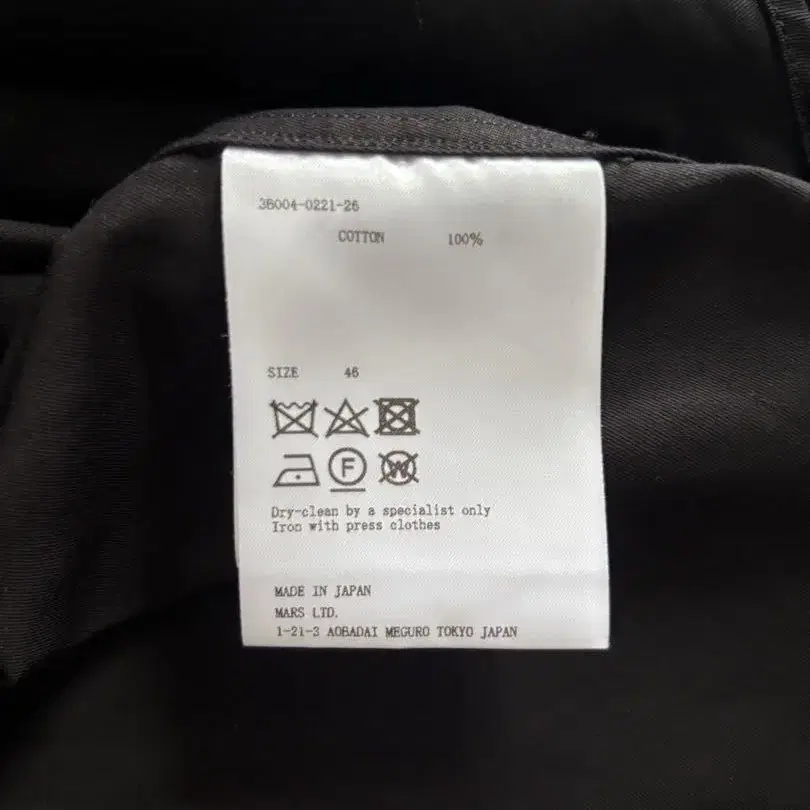 36004-0221-26
COTTON 100%
SIZE 46
F W
Dry-clean by a specialist only
Iron with press clothes
MADE IN JAPAN
MARS LTD.
1-21-3 AOBADAI MEGURO TOKYO JAPAN